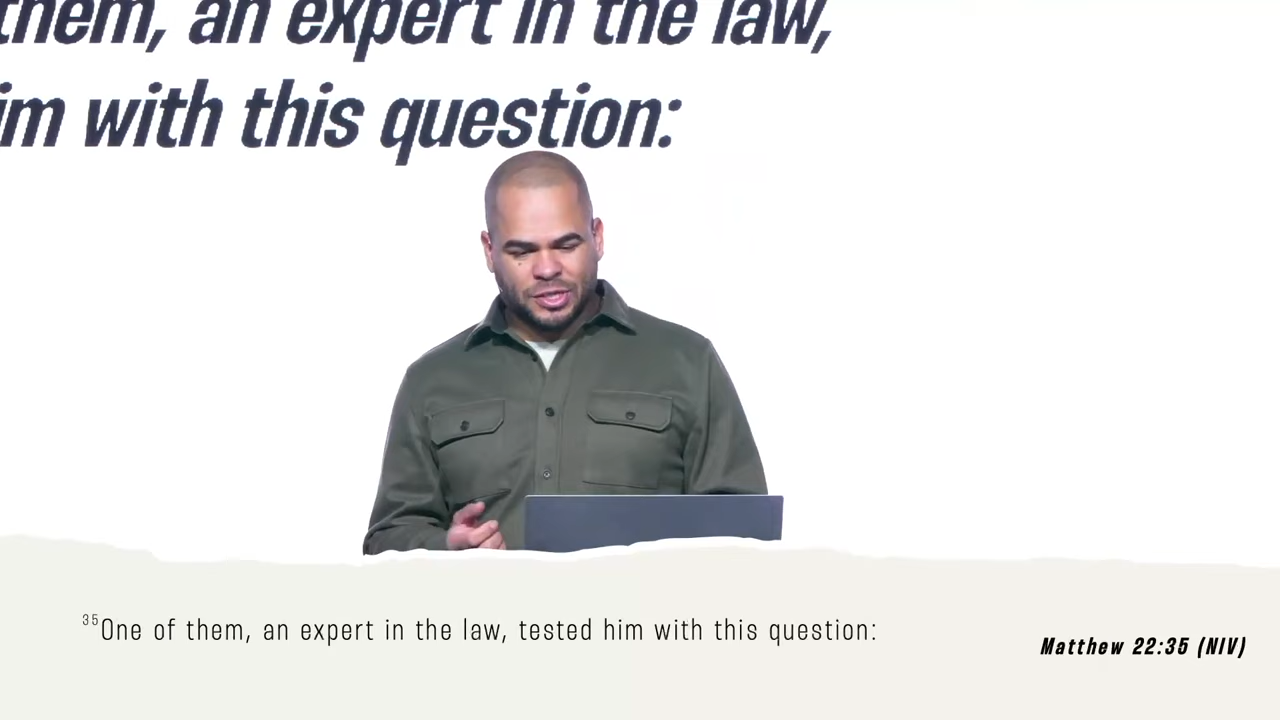 them, an expert in the law,
im with this question:
³⁵One of them, an expert in the law, tested him with this question:
Matthew 22:35 (NIV)